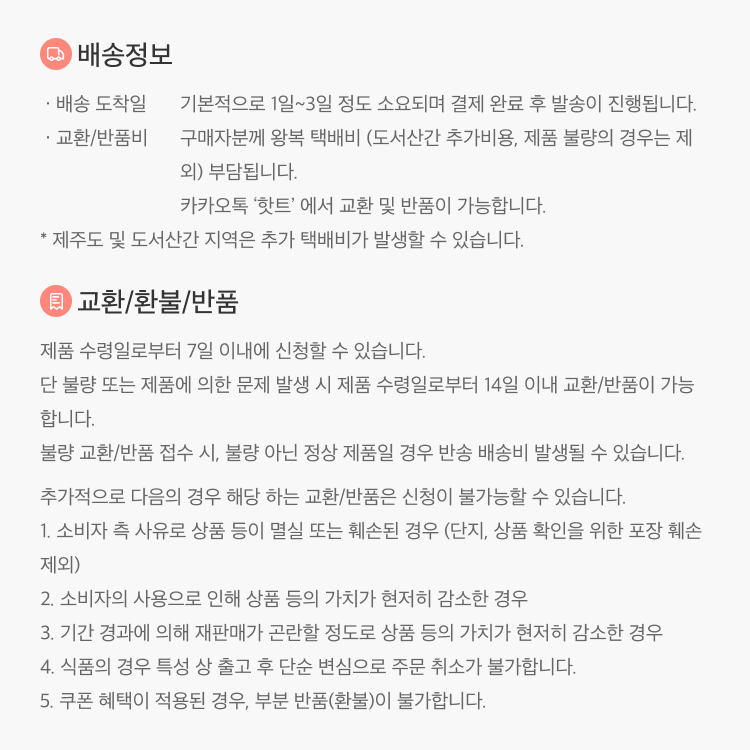 배송정보
· 배송 도착일 기본적으로 1일~3일 정도 소요되며 결제 완료 후 발송이 진행됩니다.
· 교환/반품비 구매자분께 왕복 택배비 (도서산간 추가비용, 제품 불량의 경우는 제
외) 부담됩니다.
카카오톡 ‘핫트’ 에서 교환 및 반품이 가능합니다.
* 제주도 및 도서산간 지역은 추가 택배비가 발생할 수 있습니다.
교환/환불/반품
제품 수령일로부터 7일 이내에 신청할 수 있습니다.
단 불량 또는 제품에 의한 문제 발생 시 제품 수령일로부터 14일 이내 교환/반품이 가능
합니다.
불량 교환/반품 접수 시, 불량 아닌 정상 제품일 경우 반송 배송비 발생될 수 있습니다.
추가적으로 다음의 경우 해당 하는 교환/반품은 신청이 불가능할 수 있습니다.
1. 소비자 측 사유로 상품 등이 멸실 또는 훼손된 경우 (단지, 상품 확인을 위한 포장 훼손
제외)
2. 소비자의 사용으로 인해 상품 등의 가치가 현저히 감소한 경우
3. 기간 경과에 의해 재판매가 곤란할 정도로 상품 등의 가치가 현저히 감소한 경우
4. 식품의 경우 특성 상 출고 후 단순 변심으로 주문 취소가 불가합니다.
5. 쿠폰 혜택이 적용된 경우, 부분 반품(환불)이 불가합니다.